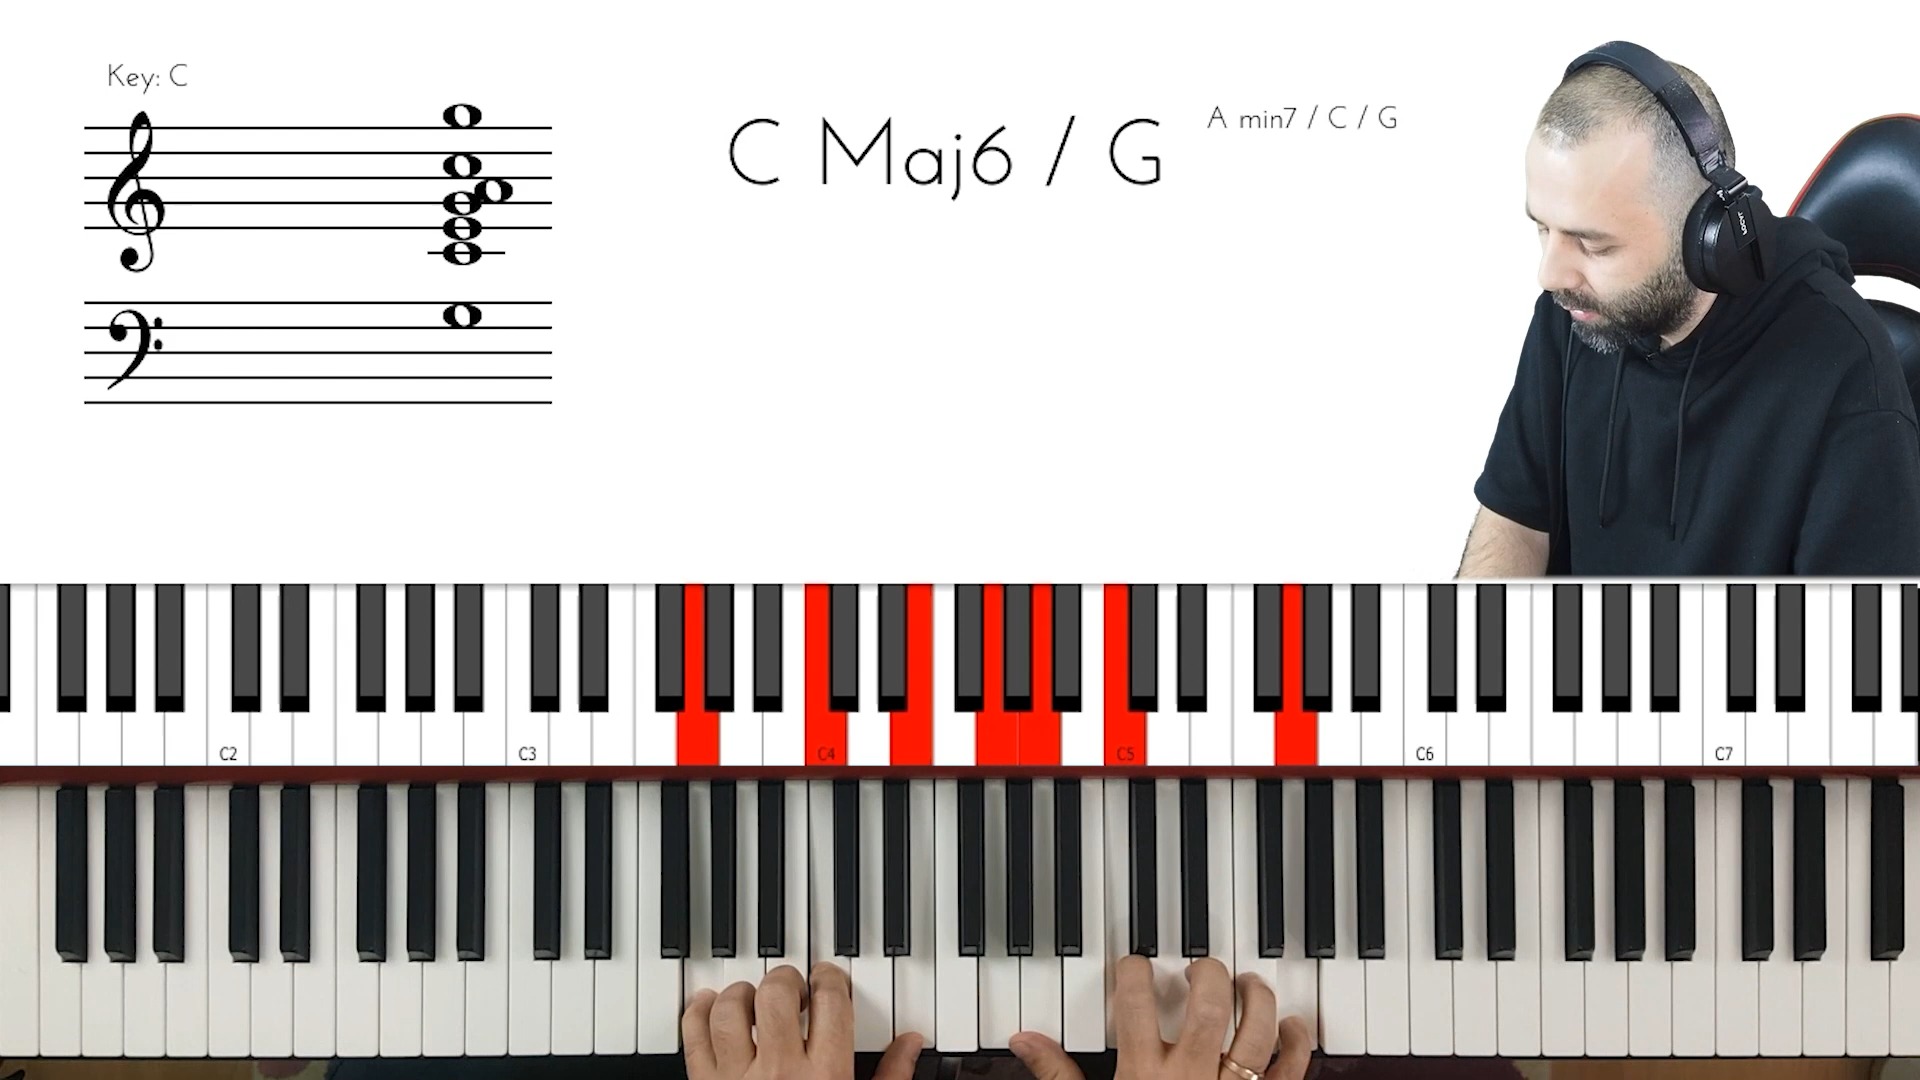 Key: C
C Maj6 / G
A min7 / C / G
C2
C3
C4
C5
C6
C7